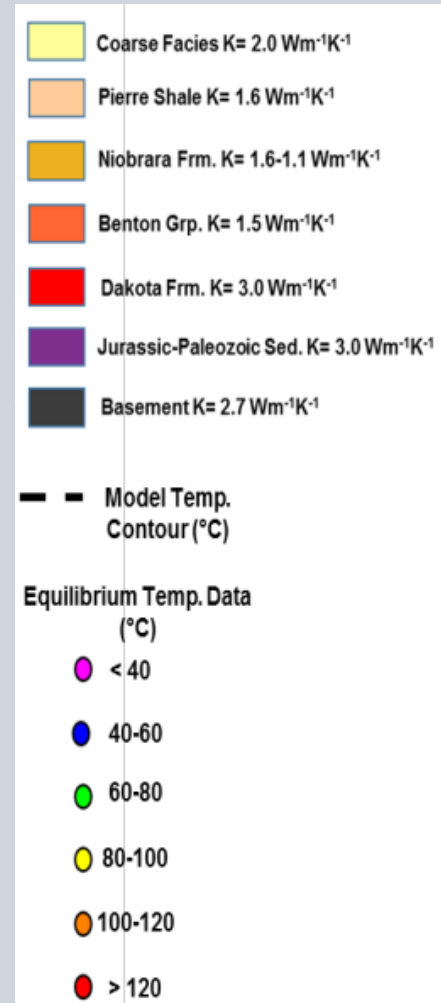 Coarse Facies K= 2.0 Wm⁻¹K⁻¹
Pierre Shale K= 1.6 Wm⁻¹K⁻¹
Niobrara Frm. K= 1.6-1.1 Wm⁻¹K⁻¹
Benton Grp. K= 1.5 Wm⁻¹K⁻¹
Dakota Frm. K= 3.0 Wm⁻¹K⁻¹
Jurassic-Paleozoic Sed. K= 3.0 Wm⁻¹K⁻¹
Basement K= 2.7 Wm⁻¹K⁻¹
Model Temp.
Contour (°C)
Equilibrium Temp. Data
(°C)
< 40
40-60
60-80
80-100
100-120
> 120